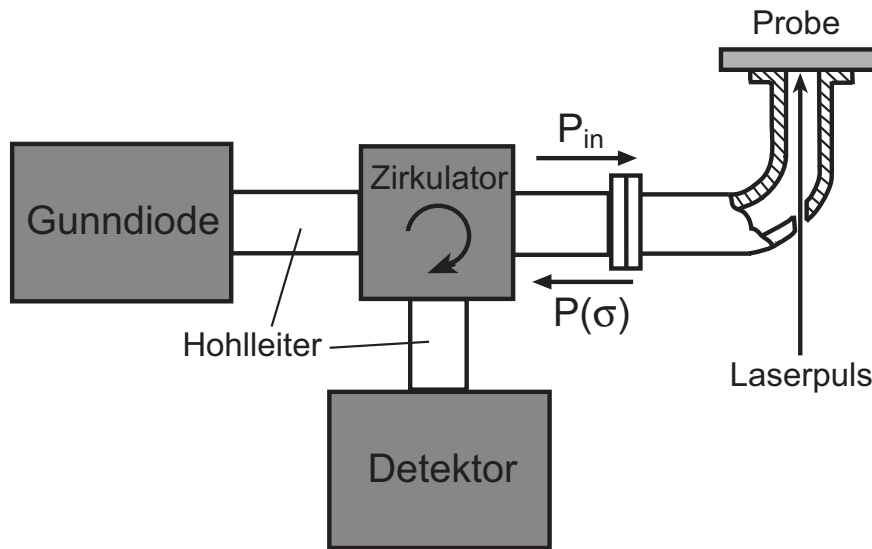 Probe
P_in
Zirkulator
Gunndiode
P(σ)
Hohlleiter
Laserpuls
Detektor